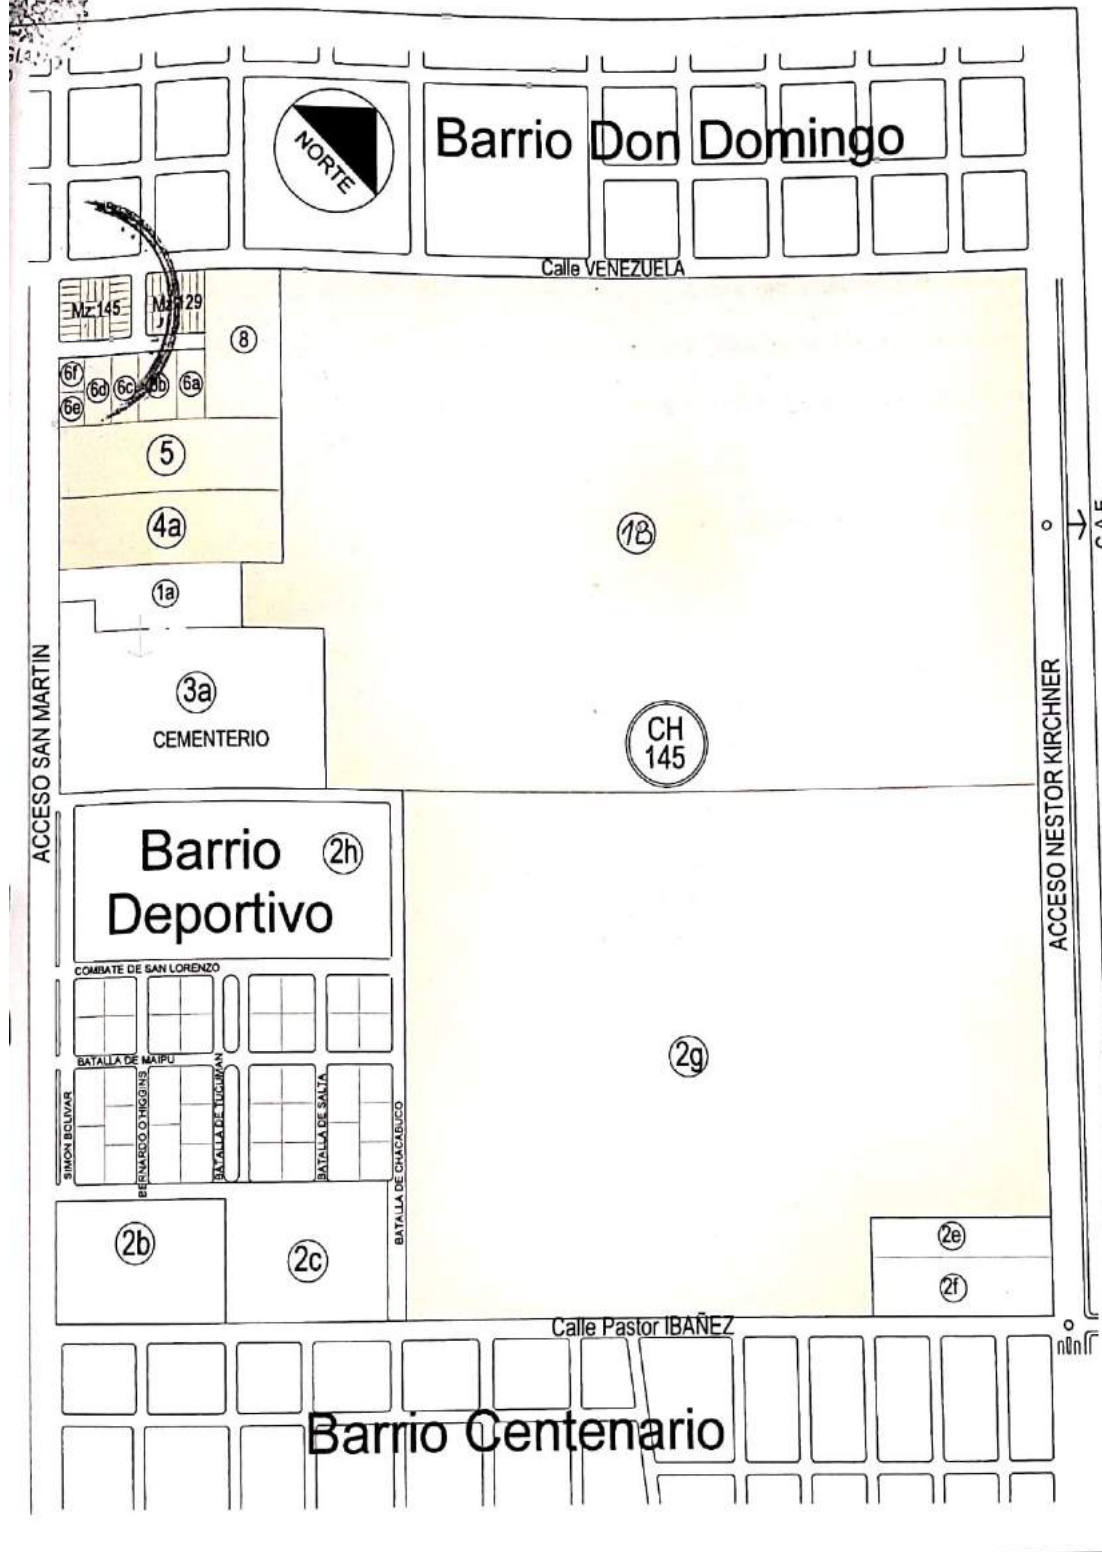 NORTE
Barrio Don Domingo
Calle VENEZUELA
Mz:145
Mz:129
8
6f
6e
6d
6c
6b
6a
5
4a
1B
1a
3a
CEMENTERIO
CH
145
ACCESO SAN MARTIN
ACCESO NESTOR KIRCHNER
Barrio
Deportivo
2h
COMBATE DE SAN LORENZO
BATALLA DE MAIPU
SIMON BOLIVAR
BERNARDO O'HIGGINS
BATALLA DE TUCUMAN
BATALLA DE SALTA
BATALLA DE CHACABUCO
2g
2b
2c
2e
2f
Calle Pastor IBAÑEZ
Barrio Centenario